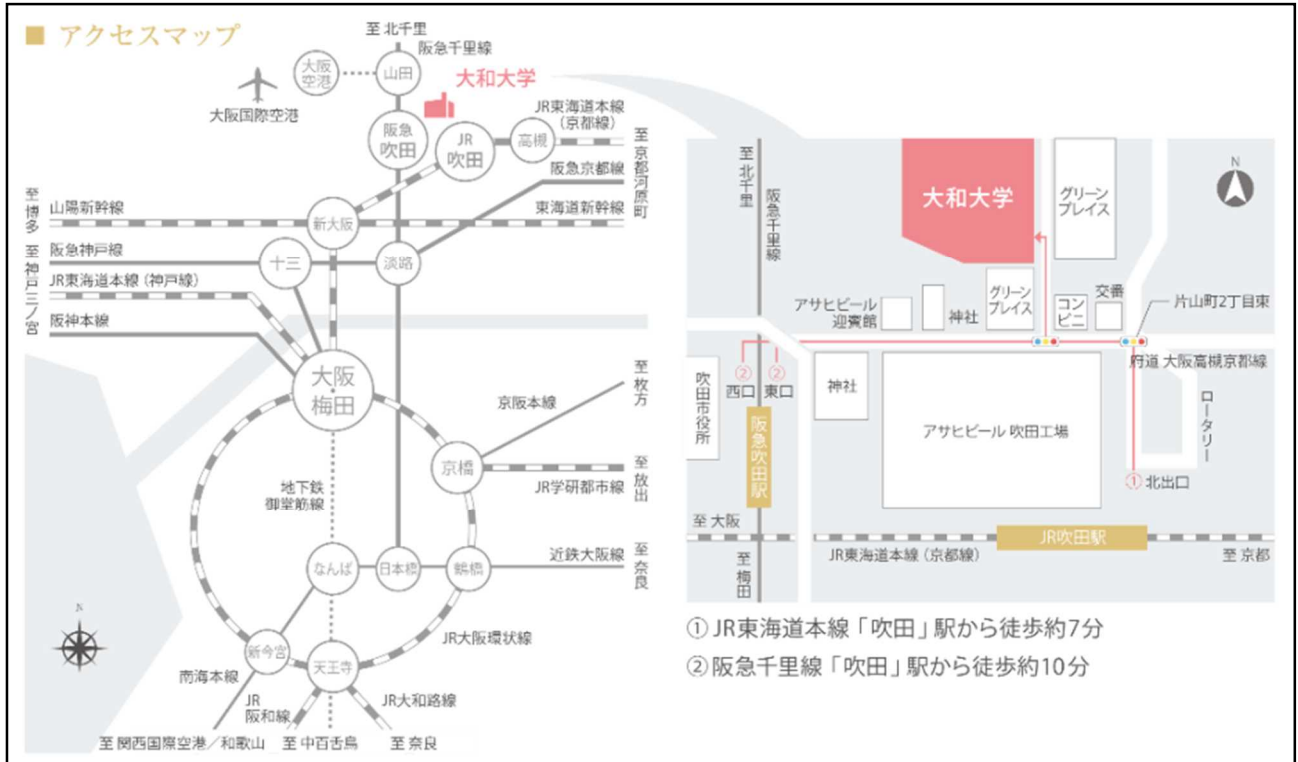 ■ アクセスマップ
至 北千里
阪急千里線
大阪
空港
山田
大和大学
大阪国際空港
JR東海道本線
(京都線)
阪急
吹田
JR
吹田
高槻
至 京都河原町
阪急京都線
至 博多
山陽新幹線
新大阪
東海道新幹線
至 神戸三ノ宮
阪急神戸線
十三
淡路
JR東海道本線 (神戸線)
阪神本線
大阪
梅田
至 枚方
京阪本線
京橋
至 放出
JR学研都市線
地下鉄
御堂筋線
なんば
日本橋
鶴橋
近鉄大阪線
至 奈良
N
JR大阪環状線
新今宮
天王寺
南海本線
JR
阪和線
JR大和路線
至 関西国際空港／和歌山
至 中百舌鳥
至 奈良
至 北千里
阪急千里線
大和大学
グリーン
プレイス
N
アサヒビール
迎賓館
神社
グリーン
プレイス
コン
ビニ
交番
片山町2丁目東
府道 大阪高槻京都線
②
西口
②
東口
吹田市役所
神社
阪急吹田駅
アサヒビール 吹田工場
ロータリー
① 北出口
至 大阪
JR吹田駅
JR東海道本線 (京都線)
至 京都
至 梅田
① JR東海道本線「吹田」駅から徒歩約7分
② 阪急千里線「吹田」駅から徒歩約10分